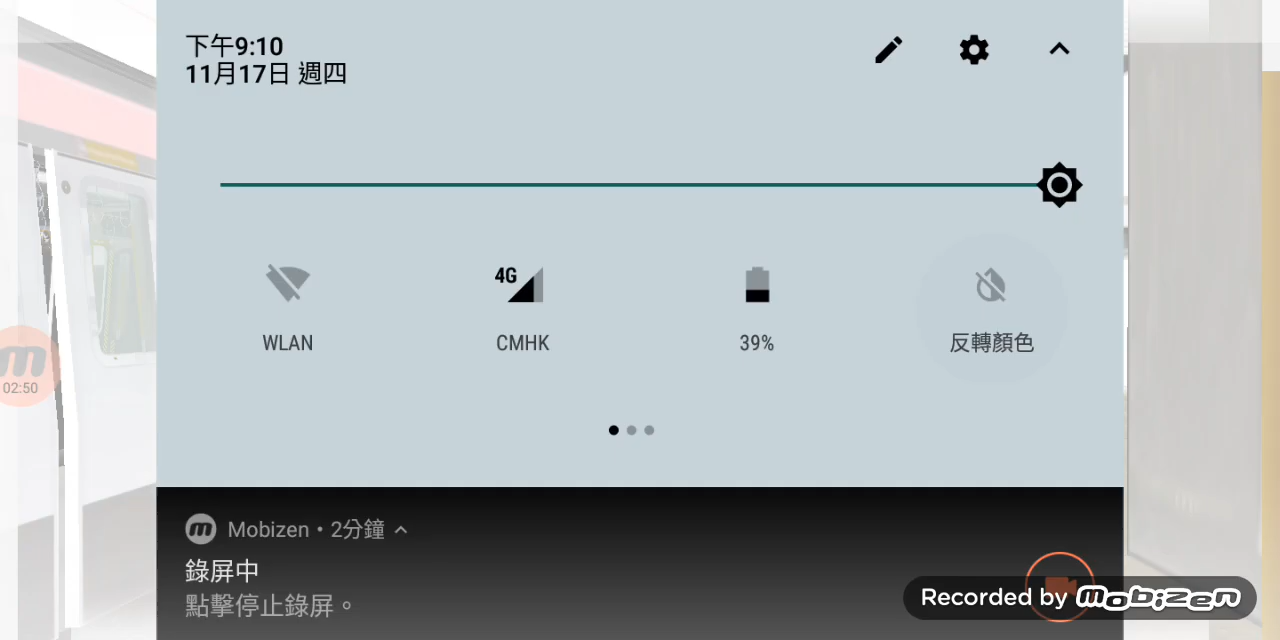 下午9:10
11月17日 週四
WLAN
4G
CMHK
39%
反轉顏色
02:50
Mobizen • 2分鐘
錄屏中
點擊停止錄屏。
Recorded by mobizen